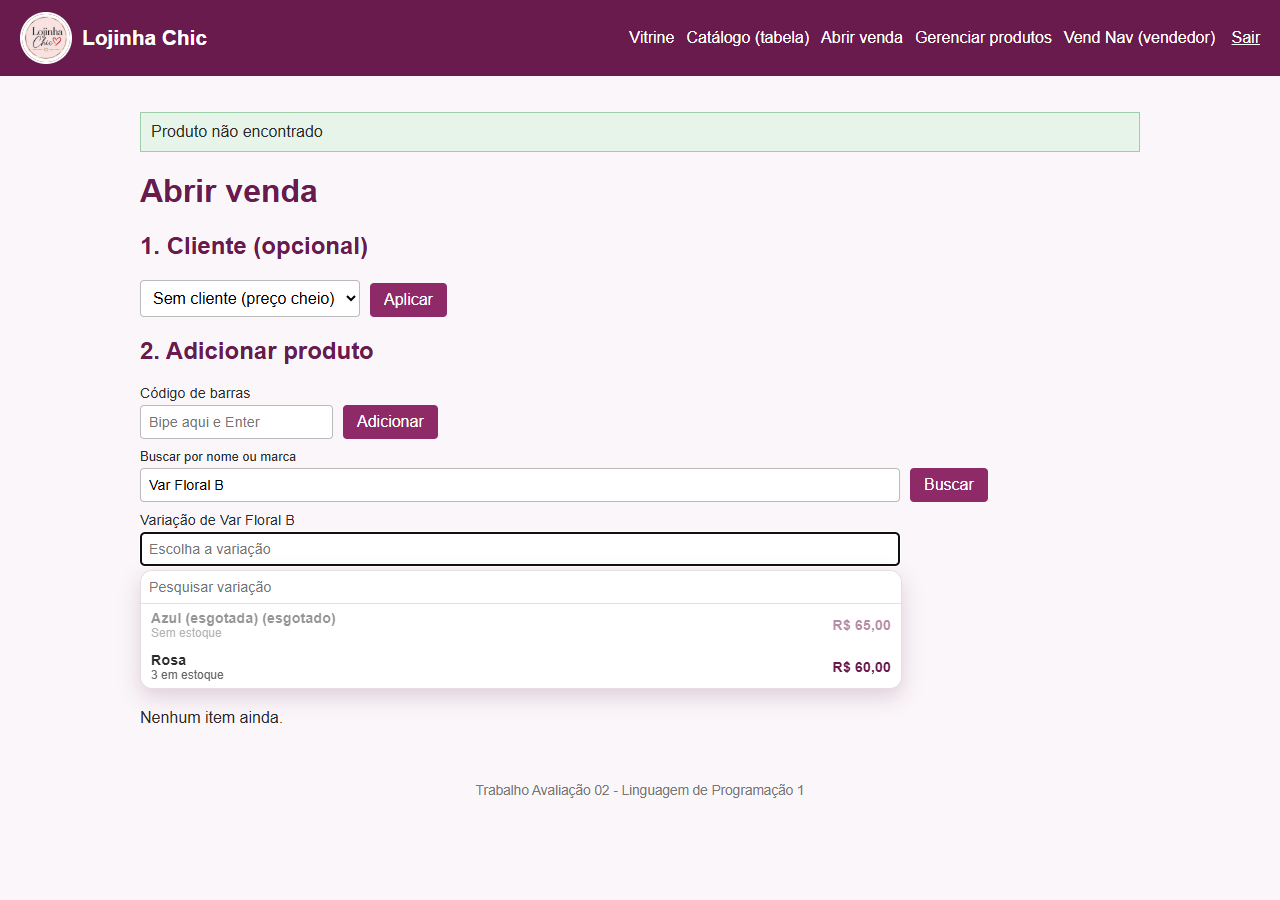 Lojinha
Chic
Lojinha Chic
Vitrine Catálogo (tabela) Abrir venda Gerenciar produtos Vend Nav (vendedor) Sair
Produto não encontrado
Abrir venda
1. Cliente (opcional)
Sem cliente (preço cheio) Aplicar
2. Adicionar produto
Código de barras
Bipe aqui e Enter Adicionar
Buscar por nome ou marca
Var Floral B Buscar
Variação de Var Floral B
Escolha a variação
Pesquisar variação
Azul (esgotada) (esgotado) R$ 65,00
Sem estoque
Rosa R$ 60,00
3 em estoque
Nenhum item ainda.
Trabalho Avaliação 02 - Linguagem de Programação 1